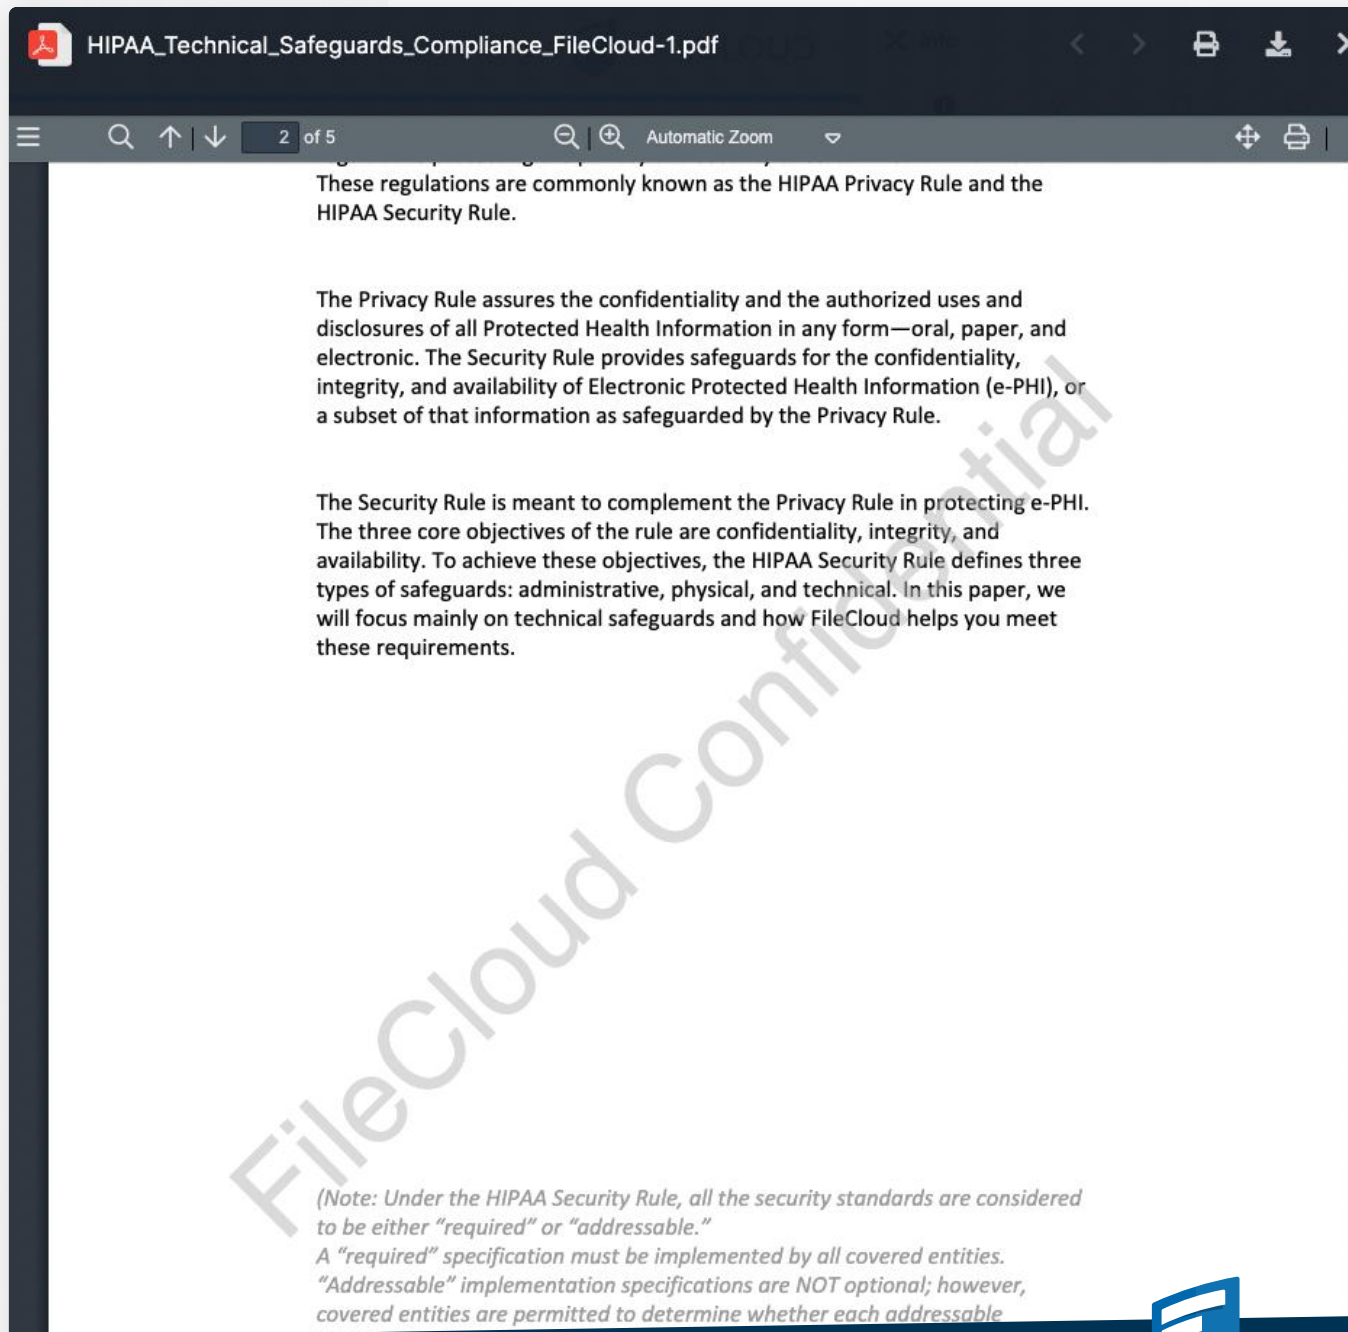 HIPAA_Technical_Safeguards_Compliance_FileCloud-1.pdf
2 of 5
Automatic Zoom
These regulations are commonly known as the HIPAA Privacy Rule and the
HIPAA Security Rule.
The Privacy Rule assures the confidentiality and the authorized uses and
disclosures of all Protected Health Information in any form—oral, paper, and
electronic. The Security Rule provides safeguards for the confidentiality,
integrity, and availability of Electronic Protected Health Information (e-PHI), or
a subset of that information as safeguarded by the Privacy Rule.
The Security Rule is meant to complement the Privacy Rule in protecting e-PHI.
The three core objectives of the rule are confidentiality, integrity, and
availability. To achieve these objectives, the HIPAA Security Rule defines three
types of safeguards: administrative, physical, and technical. In this paper, we
will focus mainly on technical safeguards and how FileCloud helps you meet
these requirements.
FileCloud Confidential
(Note: Under the HIPAA Security Rule, all the security standards are considered
to be either “required” or “addressable.”
A “required” specification must be implemented by all covered entities.
“Addressable” implementation specifications are NOT optional; however,
covered entities are permitted to determine whether each addressable